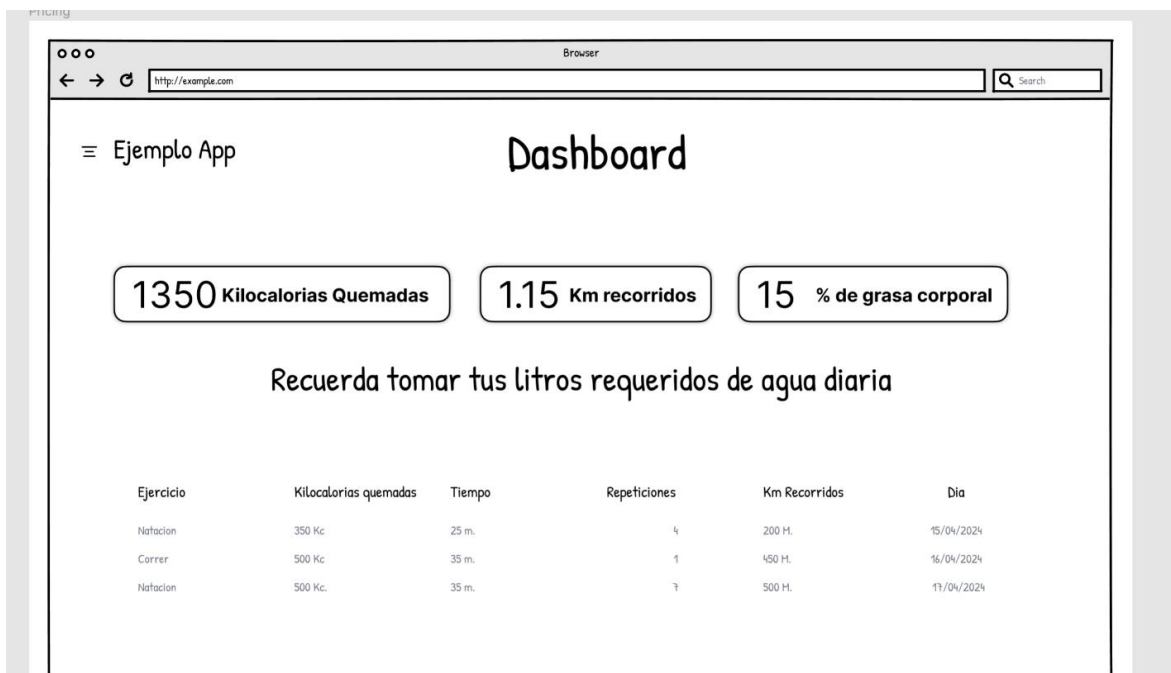 Pricing
Browser
http://example.com
Search
Ejemplo App
Dashboard
1350 Kilocalorias Quemadas
1.15 Km recorridos
15 % de grasa corporal
Recuerda tomar tus litros requeridos de agua diaria
Ejercicio Kilocalorias quemadas Tiempo Repeticiones Km Recorridos Dia
Natacion 350 Kc 25 m. 4 200 M. 15/04/2024
Correr 500 Kc 35 m. 1 450 M. 16/04/2024
Natacion 500 Kc. 35 m. 7 500 M. 17/04/2024